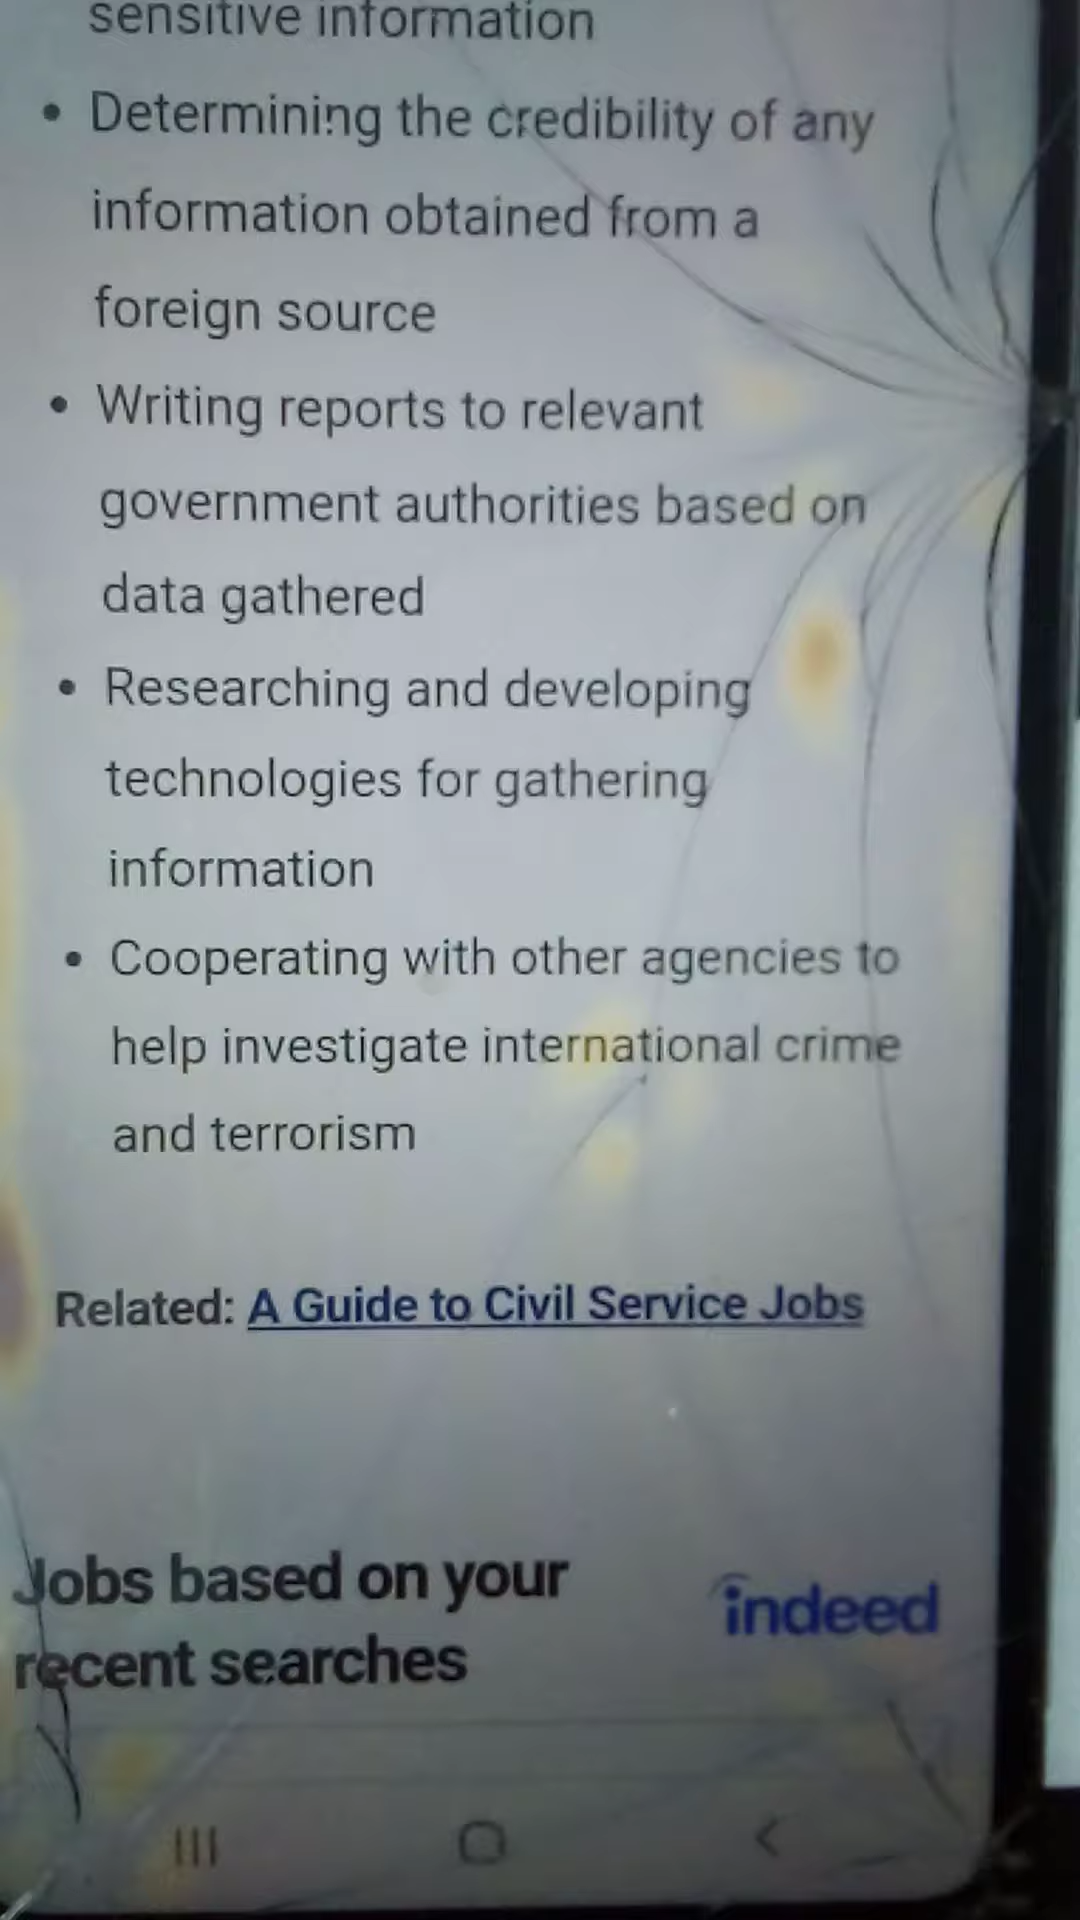 sensitive information
• Determining the credibility of any
information obtained from a
foreign source
• Writing reports to relevant
government authorities based on
data gathered
• Researching and developing
technologies for gathering
information
• Cooperating with other agencies to
help investigate international crime
and terrorism
Related: A Guide to Civil Service Jobs
Jobs based on your
recent searches
indeed